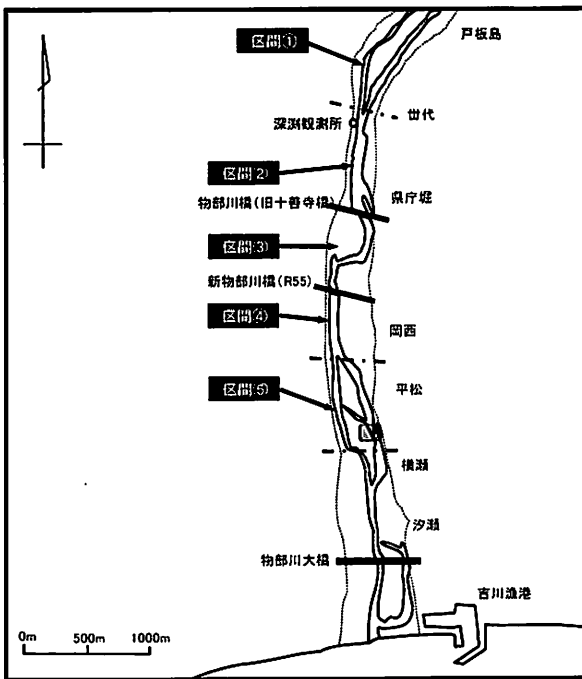 戸板島
区間①
世代
深渕観測所
区間②
県庁堀
物部川橋(旧十善寺橋)
区間③
新物部川橋(R55)
区間④
岡西
平松
区間⑤
横瀬
汐瀬
物部川大橋
吉川漁港
0m 500m 1000m